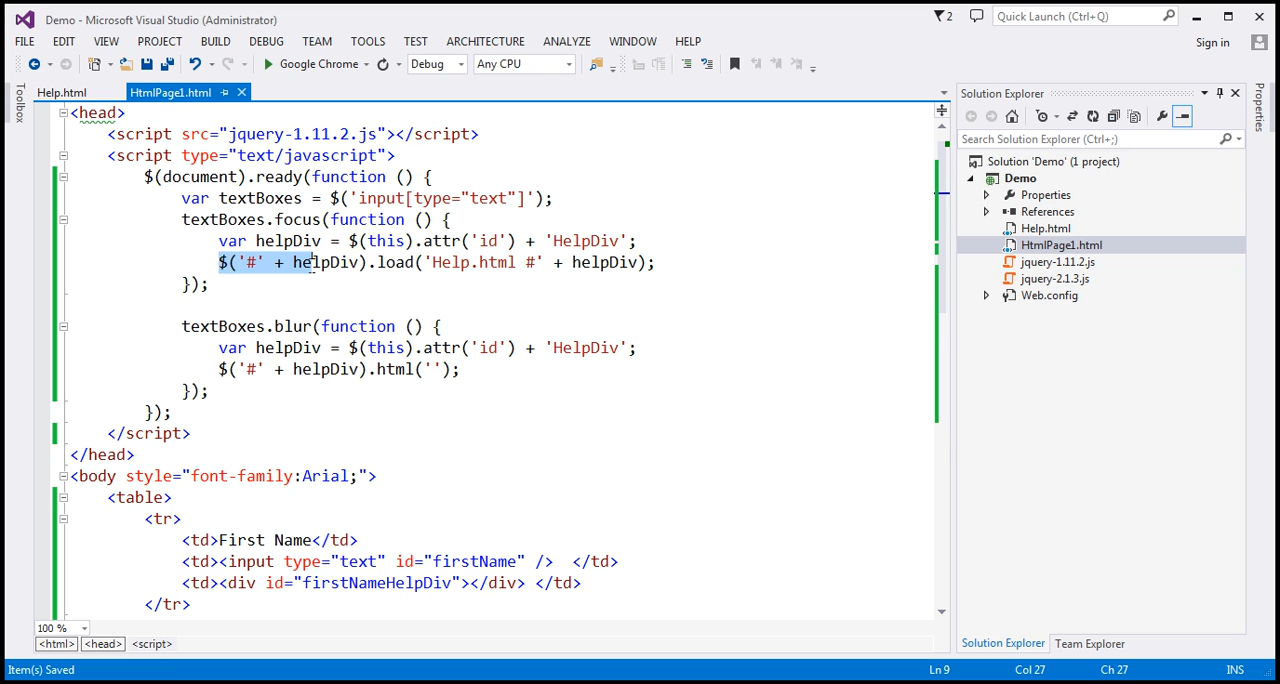 Demo - Microsoft Visual Studio (Administrator)
2
Quick Launch (Ctrl+Q)
FILE EDIT VIEW PROJECT BUILD DEBUG TEAM TOOLS TEST ARCHITECTURE ANALYZE WINDOW HELP
Sign in
Google Chrome Debug Any CPU
Toolbox
Help.html HtmlPage1.html
<head>
<script src="jquery-1.11.2.js"></script>
<script type="text/javascript">
$(document).ready(function () {
var textBoxes = $('input[type="text"]');
textBoxes.focus(function () {
var helpDiv = $(this).attr('id') + 'HelpDiv';
$('#' + helpDiv).load('Help.html #' + helpDiv);
});
textBoxes.blur(function () {
var helpDiv = $(this).attr('id') + 'HelpDiv';
$('#' + helpDiv).html('');
});
});
</script>
</head>
<body style="font-family:Arial;">
<table>
<tr>
<td>First Name</td>
<td><input type="text" id="firstName" />  </td>
<td><div id="firstNameHelpDiv"></div> </td>
</tr>
100 %
<html> <head> <script>
Solution Explorer
Search Solution Explorer (Ctrl+;)
Solution 'Demo' (1 project)
Demo
Properties
References
Help.html
HtmlPage1.html
jquery-1.11.2.js
jquery-2.1.3.js
Web.config
Solution Explorer Team Explorer
Properties
Item(s) Saved Ln 9 Col 27 Ch 27 INS